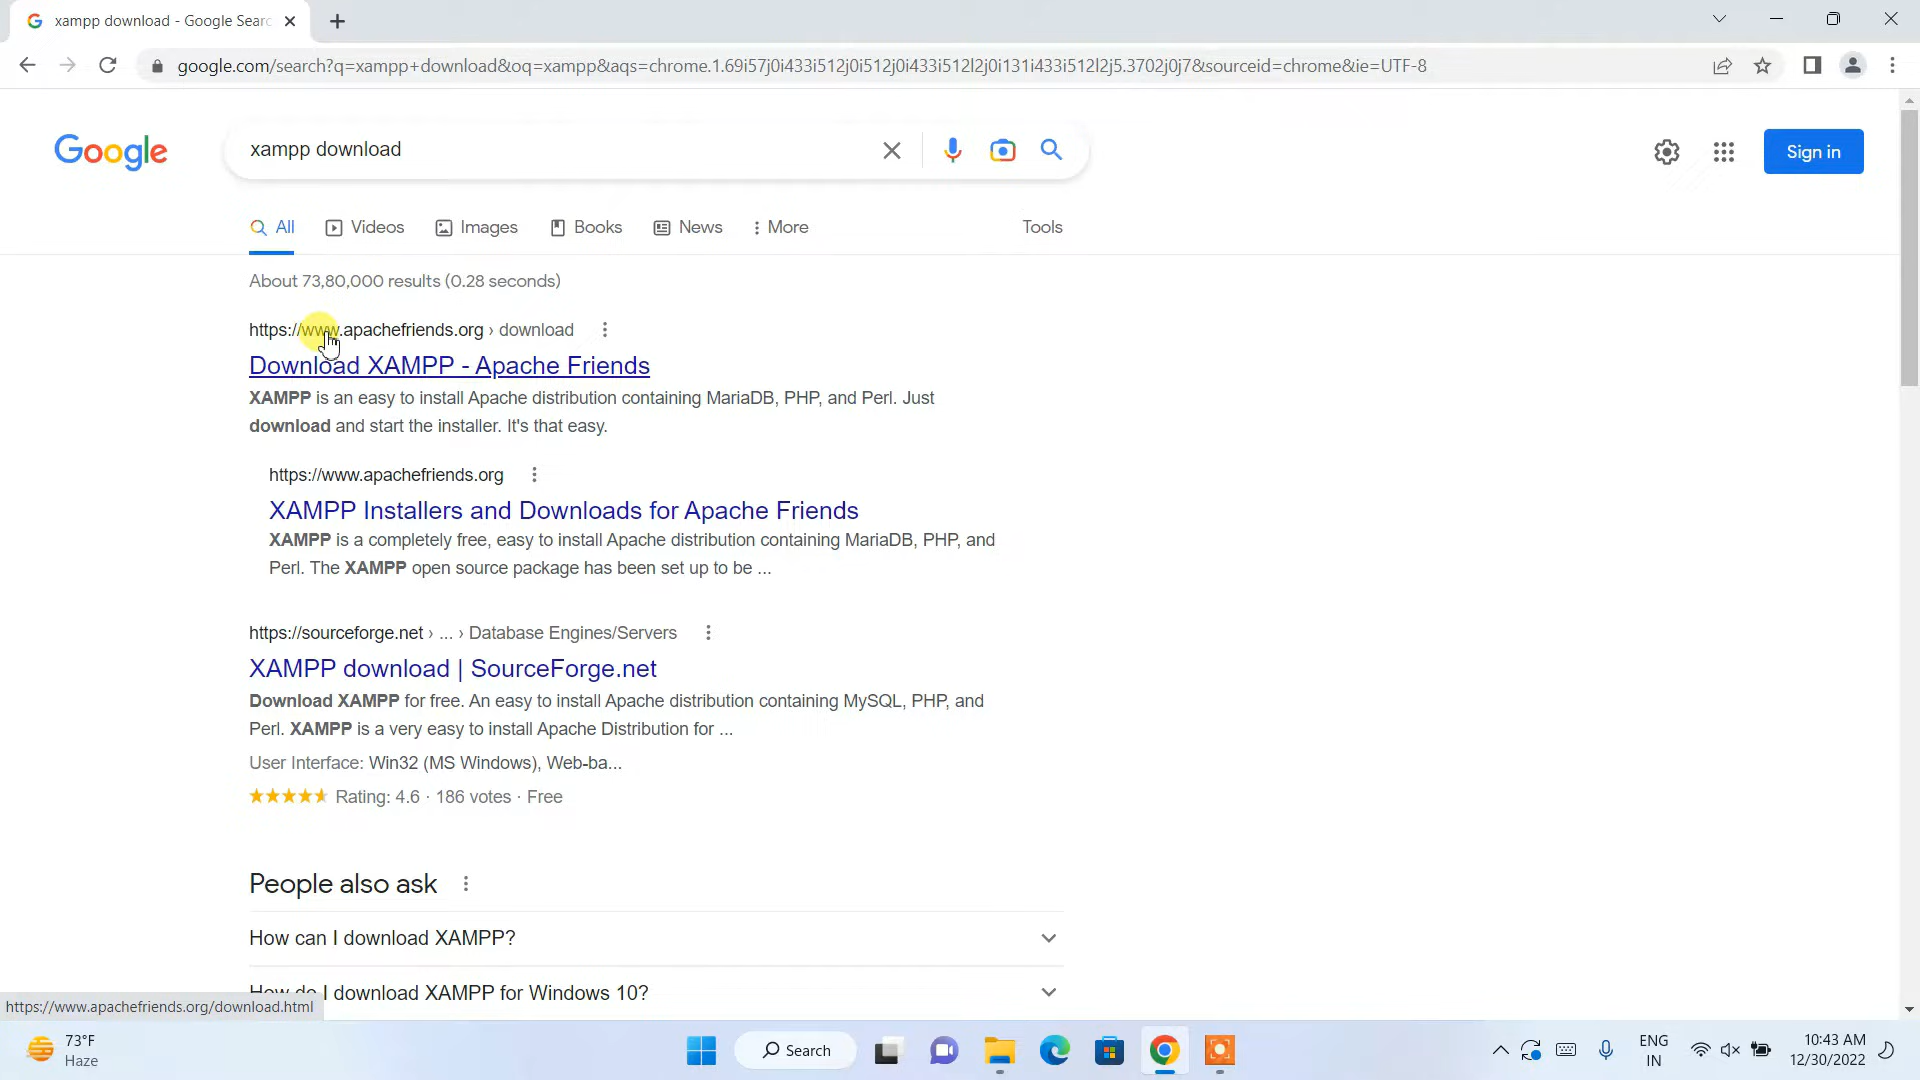 xampp download - Google Searc
google.com/search?q=xampp+download&oq=xampp&aqs=chrome.1.69i57j0i433i512j0i512j0i433i512l2j0i131i433i512l2j5.3702j0j7&sourceid=chrome&ie=UTF-8
Google
xampp download
Sign in
All Videos Images Books News More Tools
About 73,80,000 results (0.28 seconds)
https://www.apachefriends.org › download
Download XAMPP - Apache Friends
XAMPP is an easy to install Apache distribution containing MariaDB, PHP, and Perl. Just
download and start the installer. It's that easy.
https://www.apachefriends.org
XAMPP Installers and Downloads for Apache Friends
XAMPP is a completely free, easy to install Apache distribution containing MariaDB, PHP, and
Perl. The XAMPP open source package has been set up to be ...
https://sourceforge.net › ... › Database Engines/Servers
XAMPP download | SourceForge.net
Download XAMPP for free. An easy to install Apache distribution containing MySQL, PHP, and
Perl. XAMPP is a very easy to install Apache Distribution for ...
User Interface: Win32 (MS Windows), Web-ba...
Rating: 4.6 · 186 votes · Free
People also ask
How can I download XAMPP?
How do I download XAMPP for Windows 10?
https://www.apachefriends.org/download.html
73°F
Haze
Search
ENG
IN
10:43 AM
12/30/2022